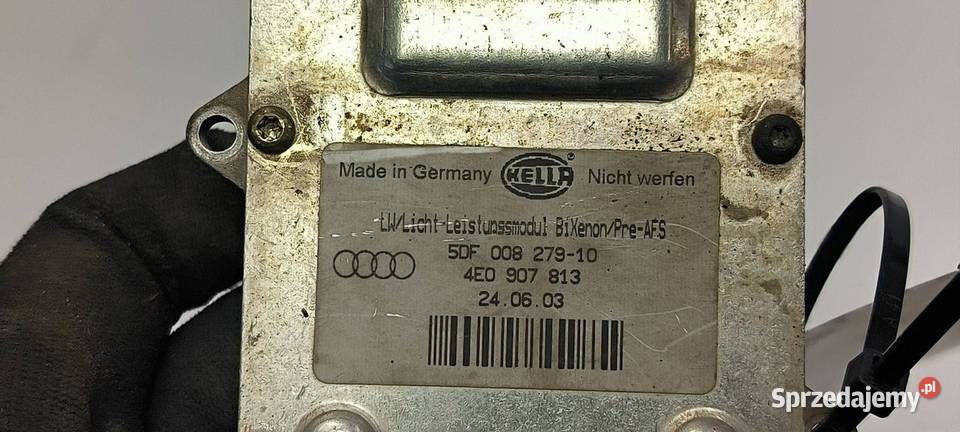 Made in Germany HELLA ® Nicht werfen
LW/Licht-Leistungsmodul BiXenon/Pre-AFS
5DF 008 279-10
4E0 907 813
24.06.03
Sprzedajemy.pl